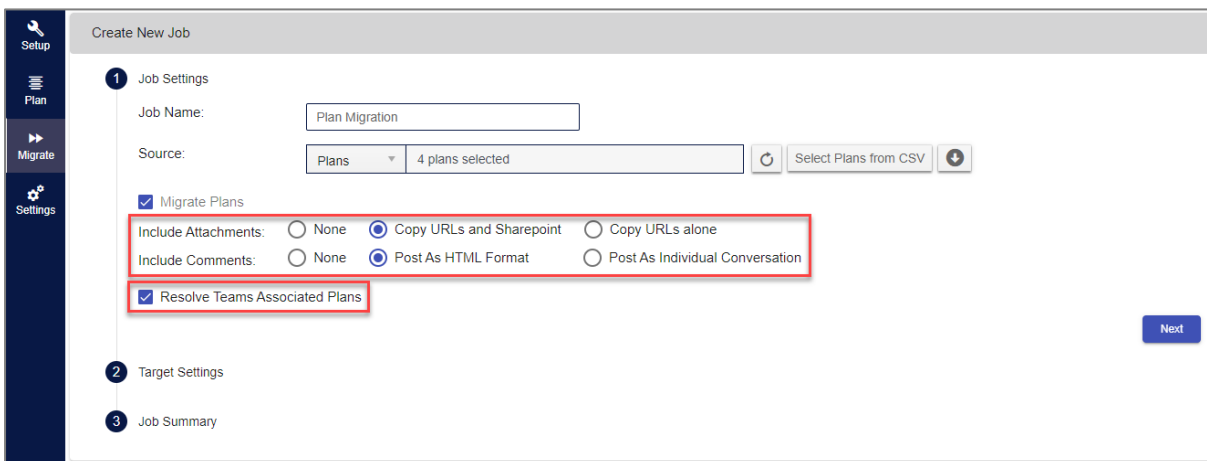 Setup
Plan
Migrate
Settings
Create New Job
1 Job Settings
Job Name: Plan Migration
Source: Plans 4 plans selected Select Plans from CSV
Migrate Plans
Include Attachments: None Copy URLs and Sharepoint Copy URLs alone
Include Comments: None Post As HTML Format Post As Individual Conversation
Resolve Teams Associated Plans
Next
2 Target Settings
3 Job Summary